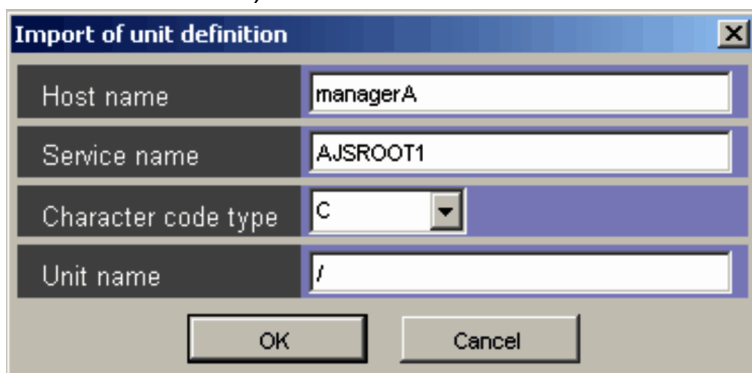 Import of unit definition
Host name managerA
Service name AJSROOT1
Character code type C
Unit name /
OK Cancel